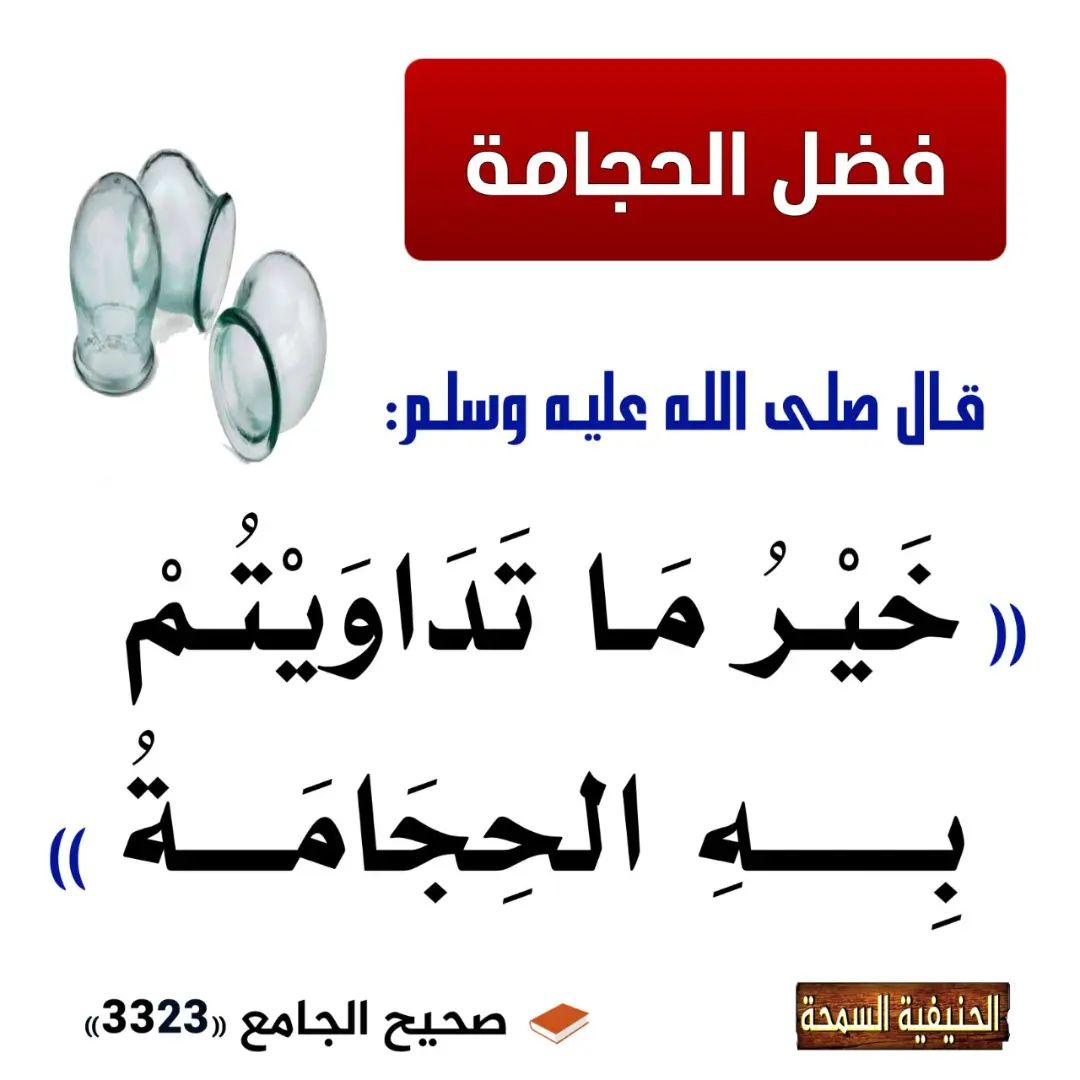 فضل الحجامة
قال صلى الله عليه وسلم:
(( خَيْرُ مَا تَدَاوَيْتُمْ
بِهِ الحِجَامَةُ ))
صحيح الجامع ((3323))
الحنيفية السمحة